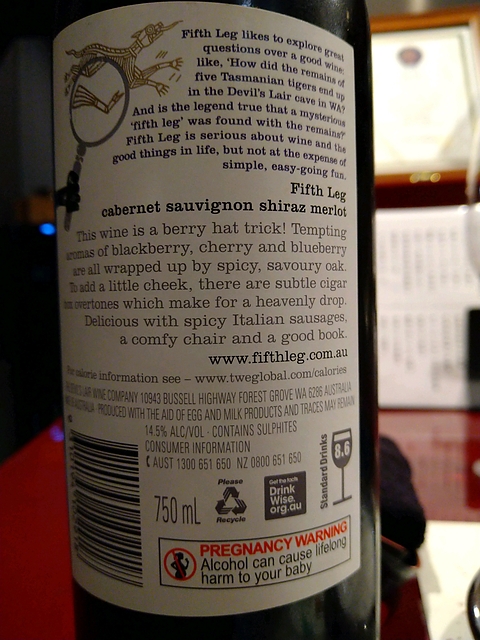 Fifth Leg likes to explore great
questions over a good wine:
like, 'How did the remains of
five Tasmanian tigers end up
in the Devil's Lair cave in WA?
And is the legend true that a mysterious
'fifth leg' was found with the remains?'
Fifth Leg is serious about wine and the
good things in life, but not at the expense of
simple, easy-going fun.
Fifth Leg
cabernet sauvignon shiraz merlot
This wine is a berry hat trick! Tempting
aromas of blackberry, cherry and blueberry
are all wrapped up by spicy, savoury oak.
To add a little cheek, there are subtle cigar
box overtones which make for a heavenly drop.
Delicious with spicy Italian sausages,
a comfy chair and a good book.
www.fifthleg.com.au
For calorie information see - www.tweglobal.com/calories
LAIR WINE COMPANY 10943 BUSSELL HIGHWAY FOREST GROVE WA 6286 AUSTRALIA
AUSTRALIA · PRODUCED WITH THE AID OF EGG AND MILK PRODUCTS AND TRACES MAY REMAIN
14.5% ALC/VOL · CONTAINS SULPHITES
CONSUMER INFORMATION
AUST 1300 651 650 NZ 0800 651 650
750 mL
Please
Recycle
Get the facts
Drink
Wise.
org.au
Standard Drinks
8.6
PREGNANCY WARNING
Alcohol can cause lifelong
harm to your baby